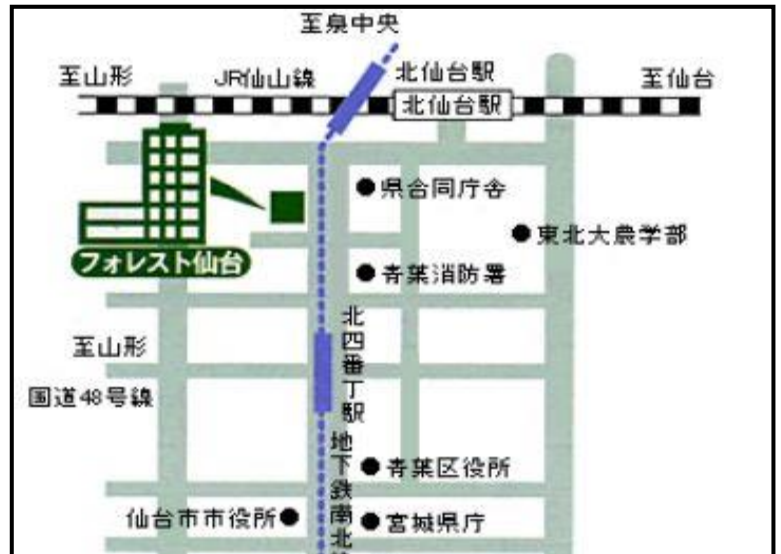 至泉中央
至山形
JR仙山線
北仙台駅
至仙台
北仙台駅
県合同庁舎
東北大農学部
フォレスト仙台
青葉消防署
北四番丁駅
至山形
国道48号線
地下鉄南北
青葉区役所
仙台市市役所
宮城県庁